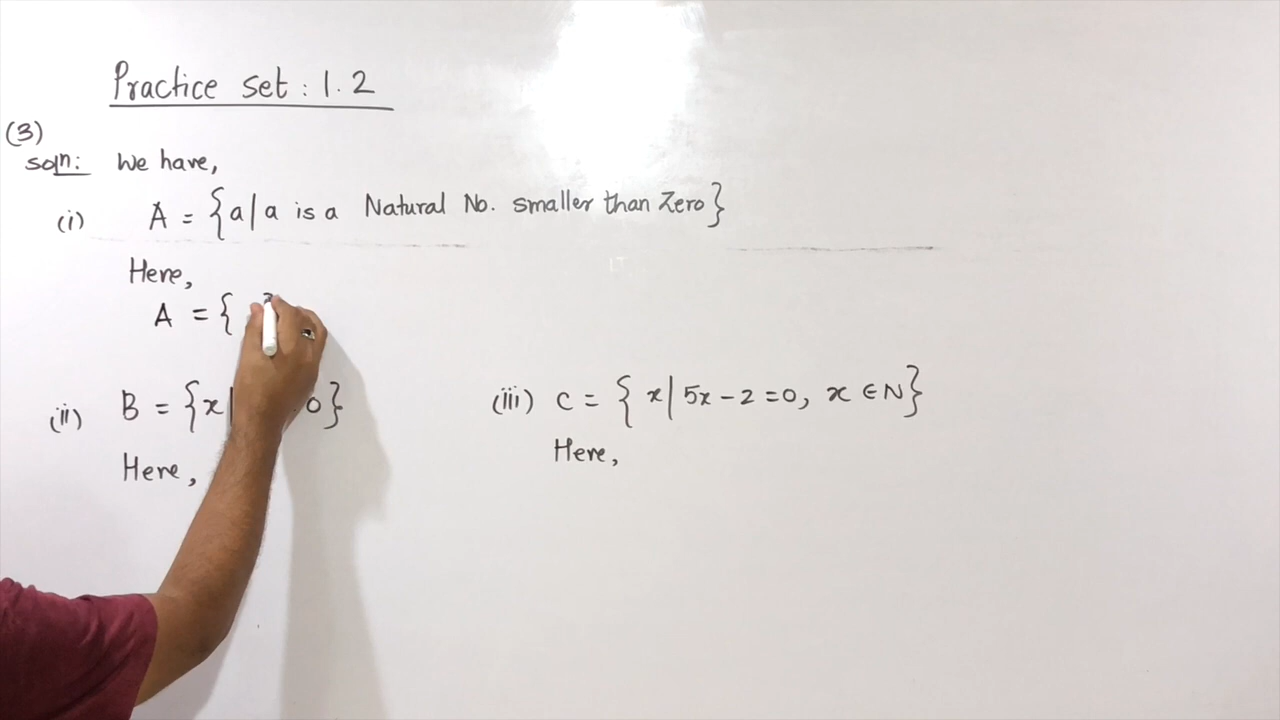 Practice set : 1.2
(3)
soln: We have,
(i) A = {a | a is a Natural No. smaller than Zero}
Here,
A = { }
(ii) B = {x | 0}
(iii) C = { x | 5x - 2 = 0, x ∈ N}
Here,
Here,